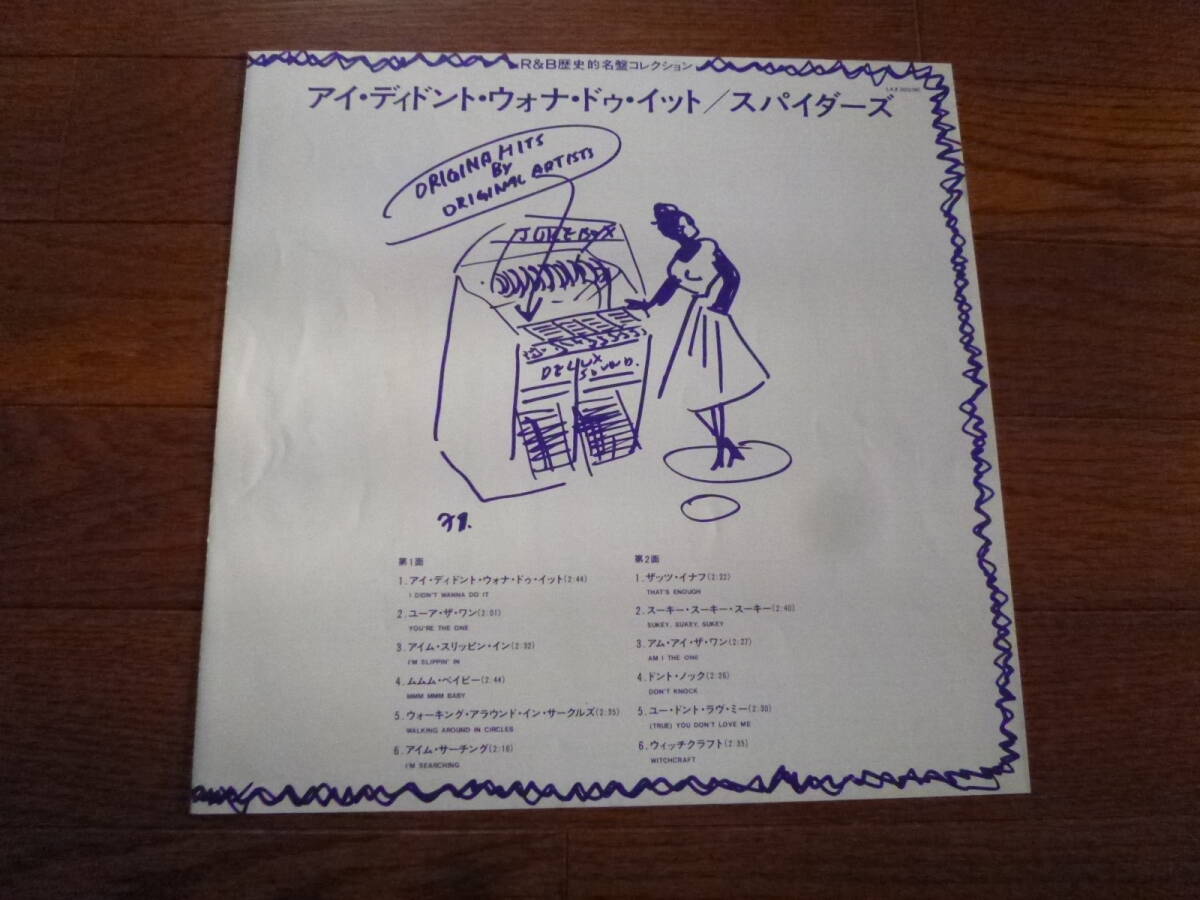 R&B歴史的名盤コレクション
アイ・ディドント・ウォナ・ドゥ・イット/スパイダーズ
ORIGINA HITS
BY
ORIGINAL ARTISTS
JUKE BOX
DELUX
SOUND.
第1面
1.アイ・ディドント・ウォナ・ドゥ・イット(2:44)
I DIDN'T WANNA DO IT
2.ユーア・ザ・ワン(2:01)
YOU'RE THE ONE
3.アイム・スリッピン・イン(2:32)
I'M SLIPPIN' IN
4.ムムム・ベイビー(2:44)
MMM MMM BABY
5.ウォーキング・アラウンド・イン・サークルズ(2:35)
WALKING AROUND IN CIRCLES
6.アイム・サーチング(2:16)
I'M SEARCHING
第2面
1.ザッツ・イナフ(2:22)
THAT'S ENOUGH
2.スーキー・スーキー・スーキー(2:40)
SUKEY, SUKEY, SUKEY
3.アム・アイ・ザ・ワン(2:27)
AM I THE ONE
4.ドント・ノック(2:26)
DON'T KNOCK
5.ユー・ドント・ラヴ・ミー(2:30)
(TRUE) YOU DON'T LOVE ME
6.ウィッチクラフト(2:35)
WITCHCRAFT